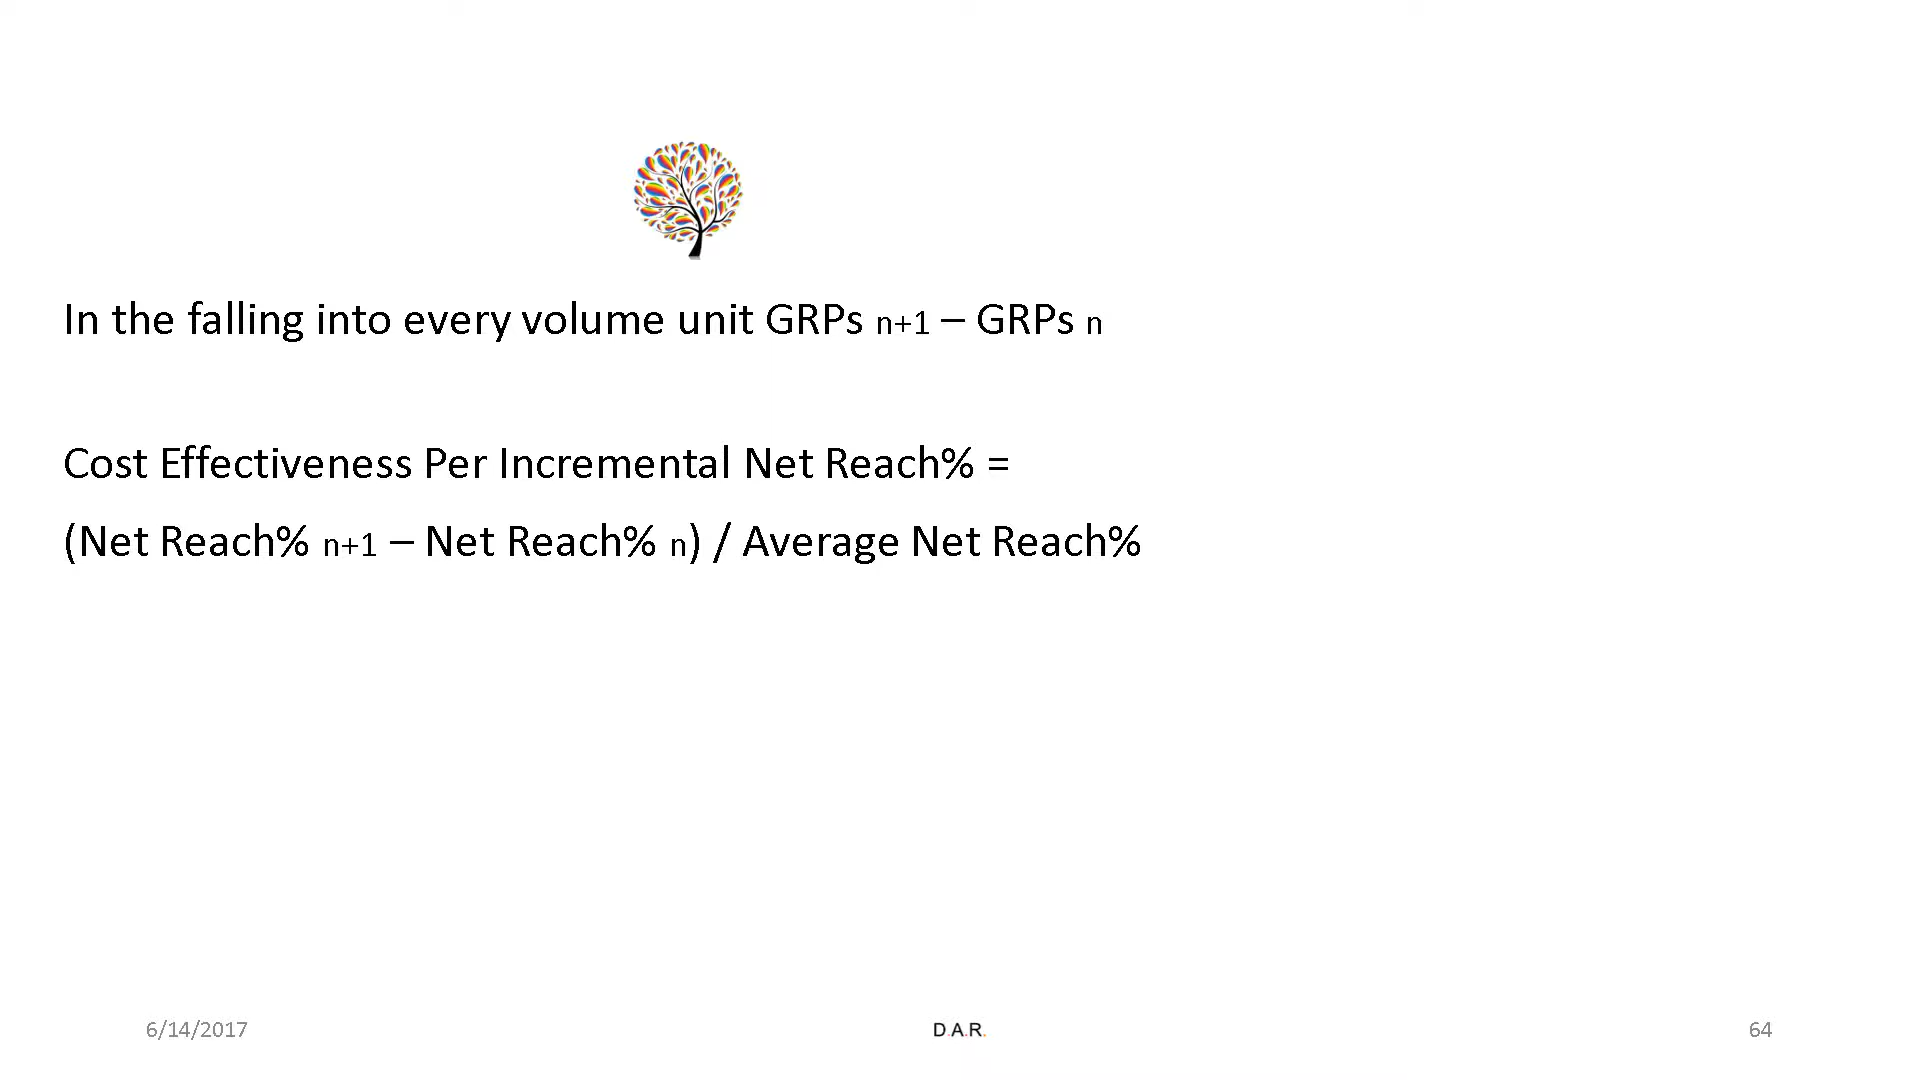 In the falling into every volume unit GRPs n+1 – GRPs n
Cost Effectiveness Per Incremental Net Reach% =
(Net Reach% n+1 – Net Reach% n) / Average Net Reach%
6/14/2017
D.A.R.
64